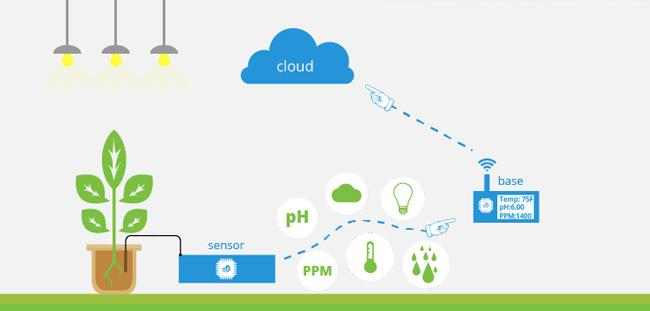 cloud
base
Temp: 75F
pH:6.00
PPM:1400
pH
sensor
PPM